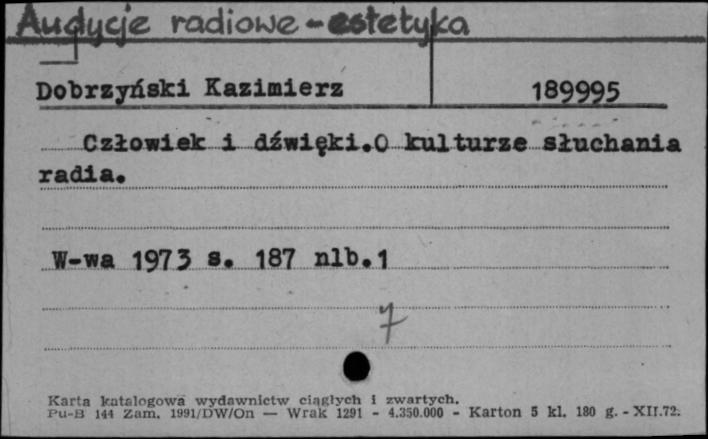 Audycje radiowe - estetyka
Dobrzyński Kazimierz 189995
Człowiek i dźwięki.O kulturze słuchania
radia.
W-wa 1973 s. 187 nlb.1
7
Karta katalogowa wydawnictw ciągłych i zwartych.
Pu-B 144 Zam. 1991/DW/On — Wrak 1291 - 4.350.000 - Karton 5 kl. 180 g. - XII.72.